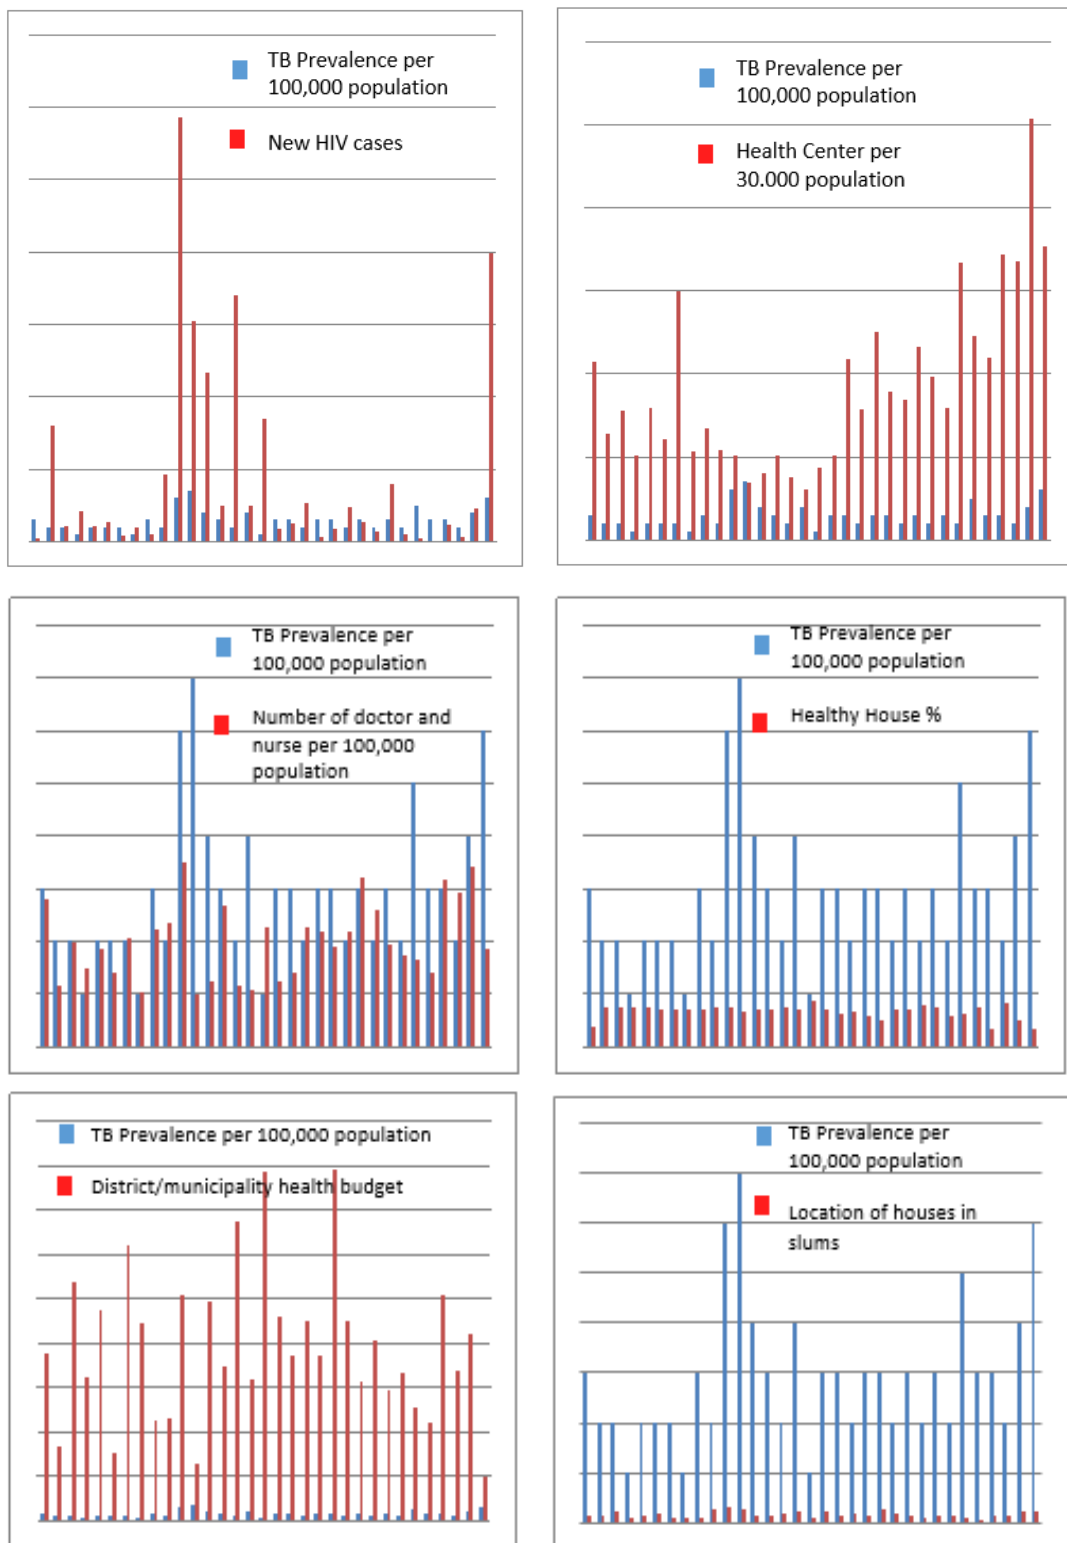 TB Prevalence per
100,000 population
New HIV cases
TB Prevalence per
100,000 population
Health Center per
30.000 population
TB Prevalence per
100,000 population
Number of doctor and
nurse per 100,000
population
TB Prevalence per
100,000 population
Healthy House %
TB Prevalence per 100,000 population
District/municipality health budget
TB Prevalence per
100,000 population
Location of houses in
slums